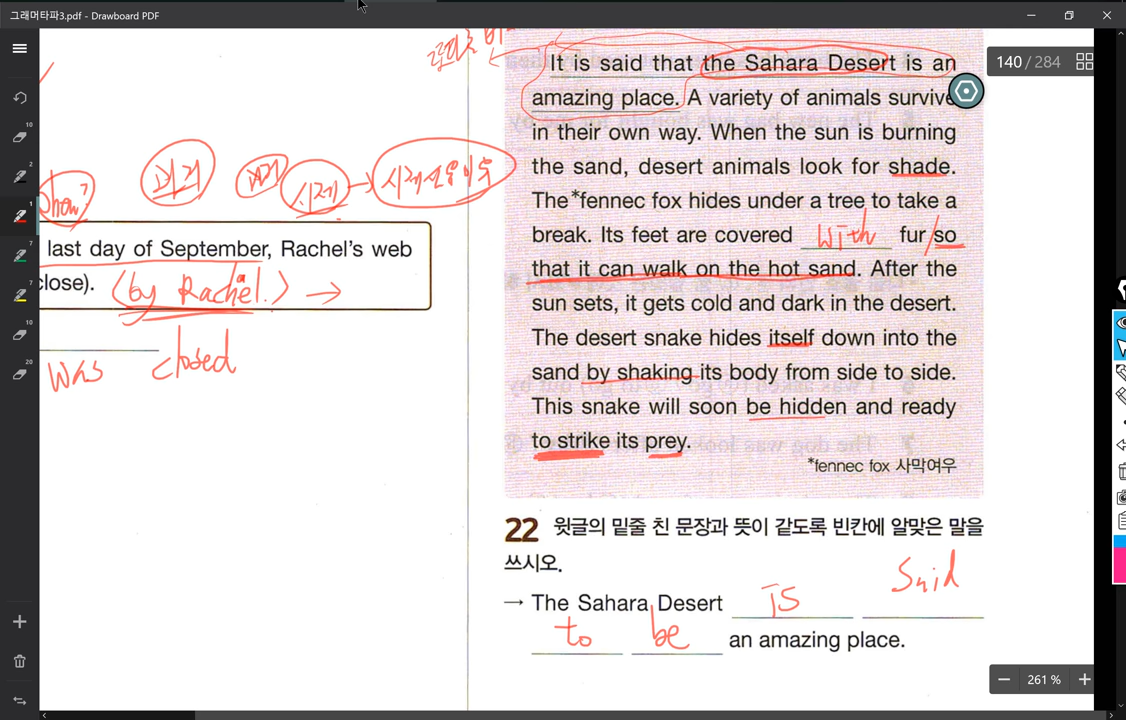 그래머타파3.pdf - Drawboard PDF
140 / 284
It is said that the Sahara Desert is an
amazing place. A variety of animals survive
in their own way. When the sun is burning
the sand, desert animals look for shade.
The *fennec fox hides under a tree to take a
break. Its feet are covered with fur / so
that it can walk on the hot sand. After the
sun sets, it gets cold and dark in the desert.
The desert snake hides itself down into the
sand by shaking its body from side to side.
This snake will soon be hidden and ready
to strike its prey.
*fennec fox 사막여우
시제
show?
last day of September, Rachel's web
close). (by Rachel.) →
was closed
22 윗글의 밑줄 친 문장과 뜻이 같도록 빈칸에 알맞은 말을
쓰시오.
→ The Sahara Desert is said
to be an amazing place.
261 %
10
2
1
7
7
10
20